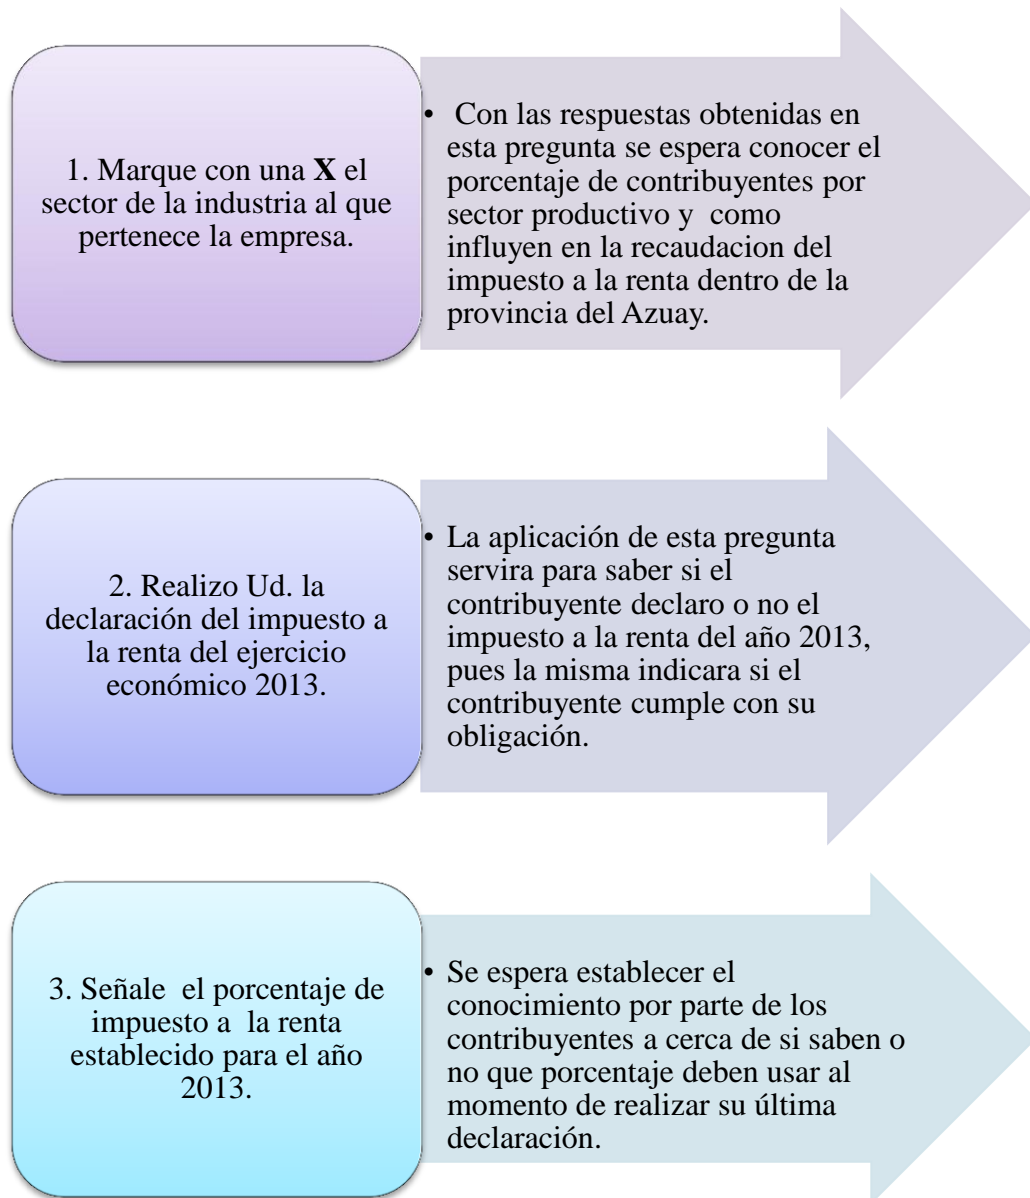 1. Marque con una X el
sector de la industria al que
pertenece la empresa.
• Con las respuestas obtenidas en
esta pregunta se espera conocer el
porcentaje de contribuyentes por
sector productivo y como
influyen en la recaudacion del
impuesto a la renta dentro de la
provincia del Azuay.
2. Realizo Ud. la
declaración del impuesto a
la renta del ejercicio
económico 2013.
• La aplicación de esta pregunta
servira para saber si el
contribuyente declaro o no el
impuesto a la renta del año 2013,
pues la misma indicara si el
contribuyente cumple con su
obligación.
3. Señale el porcentaje de
impuesto a la renta
establecido para el año
2013.
• Se espera establecer el
conocimiento por parte de los
contribuyentes a cerca de si saben o
no que porcentaje deben usar al
momento de realizar su última
declaración.